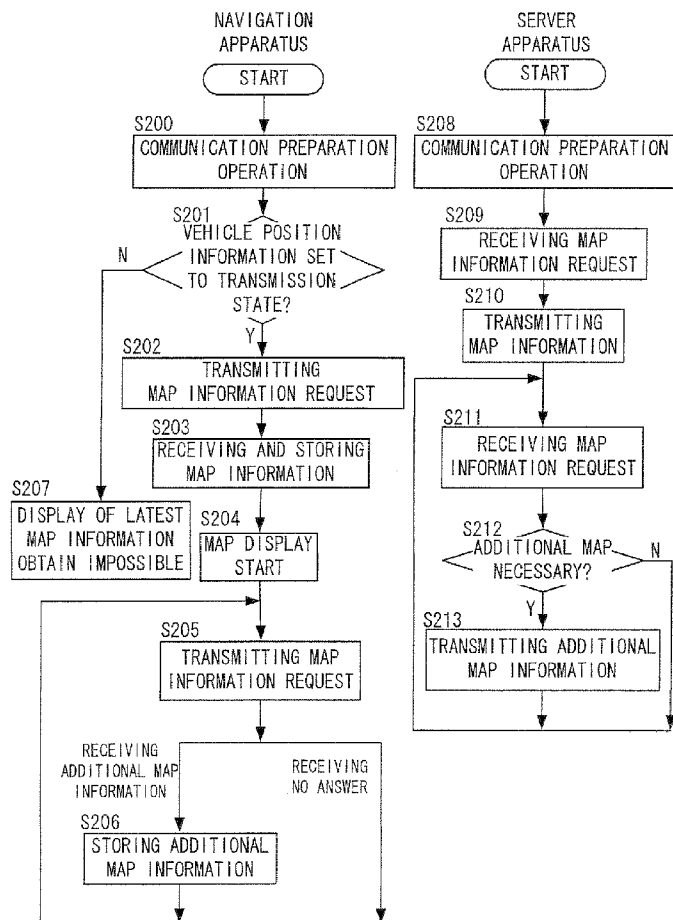 NAVIGATION
APPARATUS
START
S200
COMMUNICATION PREPARATION
OPERATION
S201
VEHICLE POSITION
INFORMATION SET
TO TRANSMISSION
STATE?
N
Y
S202
TRANSMITTING
MAP INFORMATION REQUEST
S203
RECEIVING AND STORING
MAP INFORMATION
S207
DISPLAY OF LATEST
MAP INFORMATION
OBTAIN IMPOSSIBLE
S204
MAP DISPLAY
START
S205
TRANSMITTING MAP
INFORMATION REQUEST
RECEIVING
ADDITIONAL MAP
INFORMATION
RECEIVING
NO ANSWER
S206
STORING ADDITIONAL
MAP INFORMATION
SERVER
APPARATUS
START
S208
COMMUNICATION PREPARATION
OPERATION
S209
RECEIVING MAP
INFORMATION REQUEST
S210
TRANSMITTING
MAP INFORMATION
S211
RECEIVING MAP
INFORMATION REQUEST
S212
ADDITIONAL MAP
NECESSARY?
N
Y
S213
TRANSMITTING ADDITIONAL
MAP INFORMATION